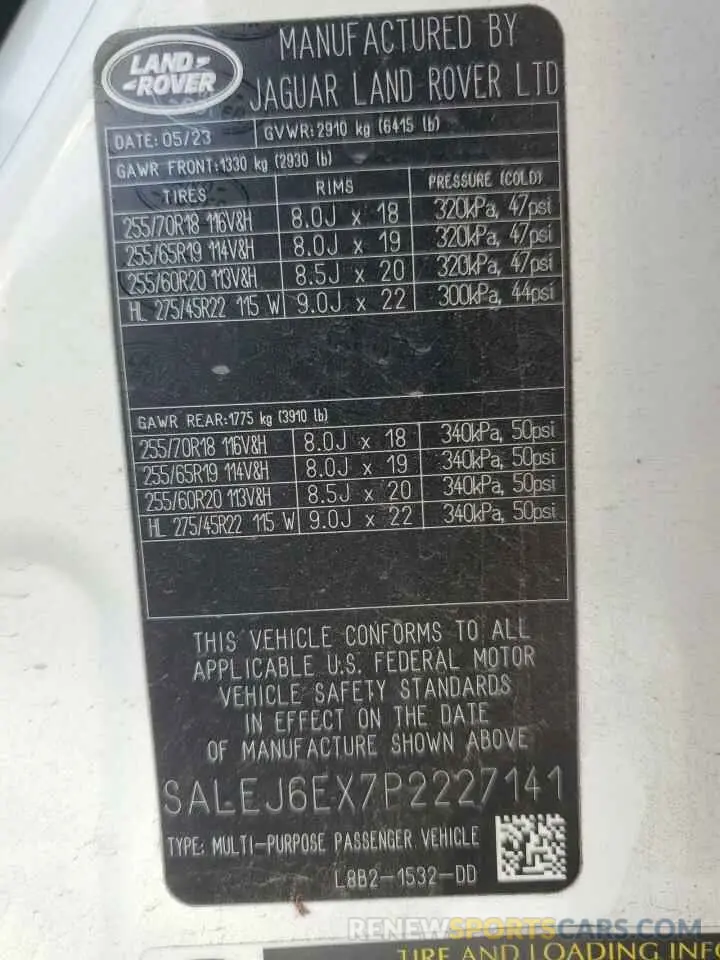 LAND-
-ROVER
MANUFACTURED BY
JAGUAR LAND ROVER LTD
DATE: 05/23 GVWR:2910 kg (6415 lb)
GAWR FRONT:1330 kg (2930 lb)
TIRES RIMS PRESSURE (COLD)
255/70R18 116V&H 8.0J x 18 320kPa, 47psi
255/65R19 114V&H 8.0J x 19 320kPa, 47psi
255/60R20 113V&H 8.5J x 20 320kPa, 47psi
HL 275/45R22 115 W 9.0J x 22 300kPa, 44psi
GAWR REAR:1775 kg (3910 lb)
255/70R18 116V&H 8.0J x 18 340kPa, 50psi
255/65R19 114V&H 8.0J x 19 340kPa, 50psi
255/60R20 113V&H 8.5J x 20 340kPa, 50psi
HL 275/45R22 115 W 9.0J x 22 340kPa, 50psi
THIS VEHICLE CONFORMS TO ALL
APPLICABLE U.S. FEDERAL MOTOR
VEHICLE SAFETY STANDARDS
IN EFFECT ON THE DATE
OF MANUFACTURE SHOWN ABOVE
SALEJ6EX7P2227141
TYPE: MULTI-PURPOSE PASSENGER VEHICLE
L8B2-1532-DD
RENEWSPORTSCARS.COM
TIRE AND LOADING INFO